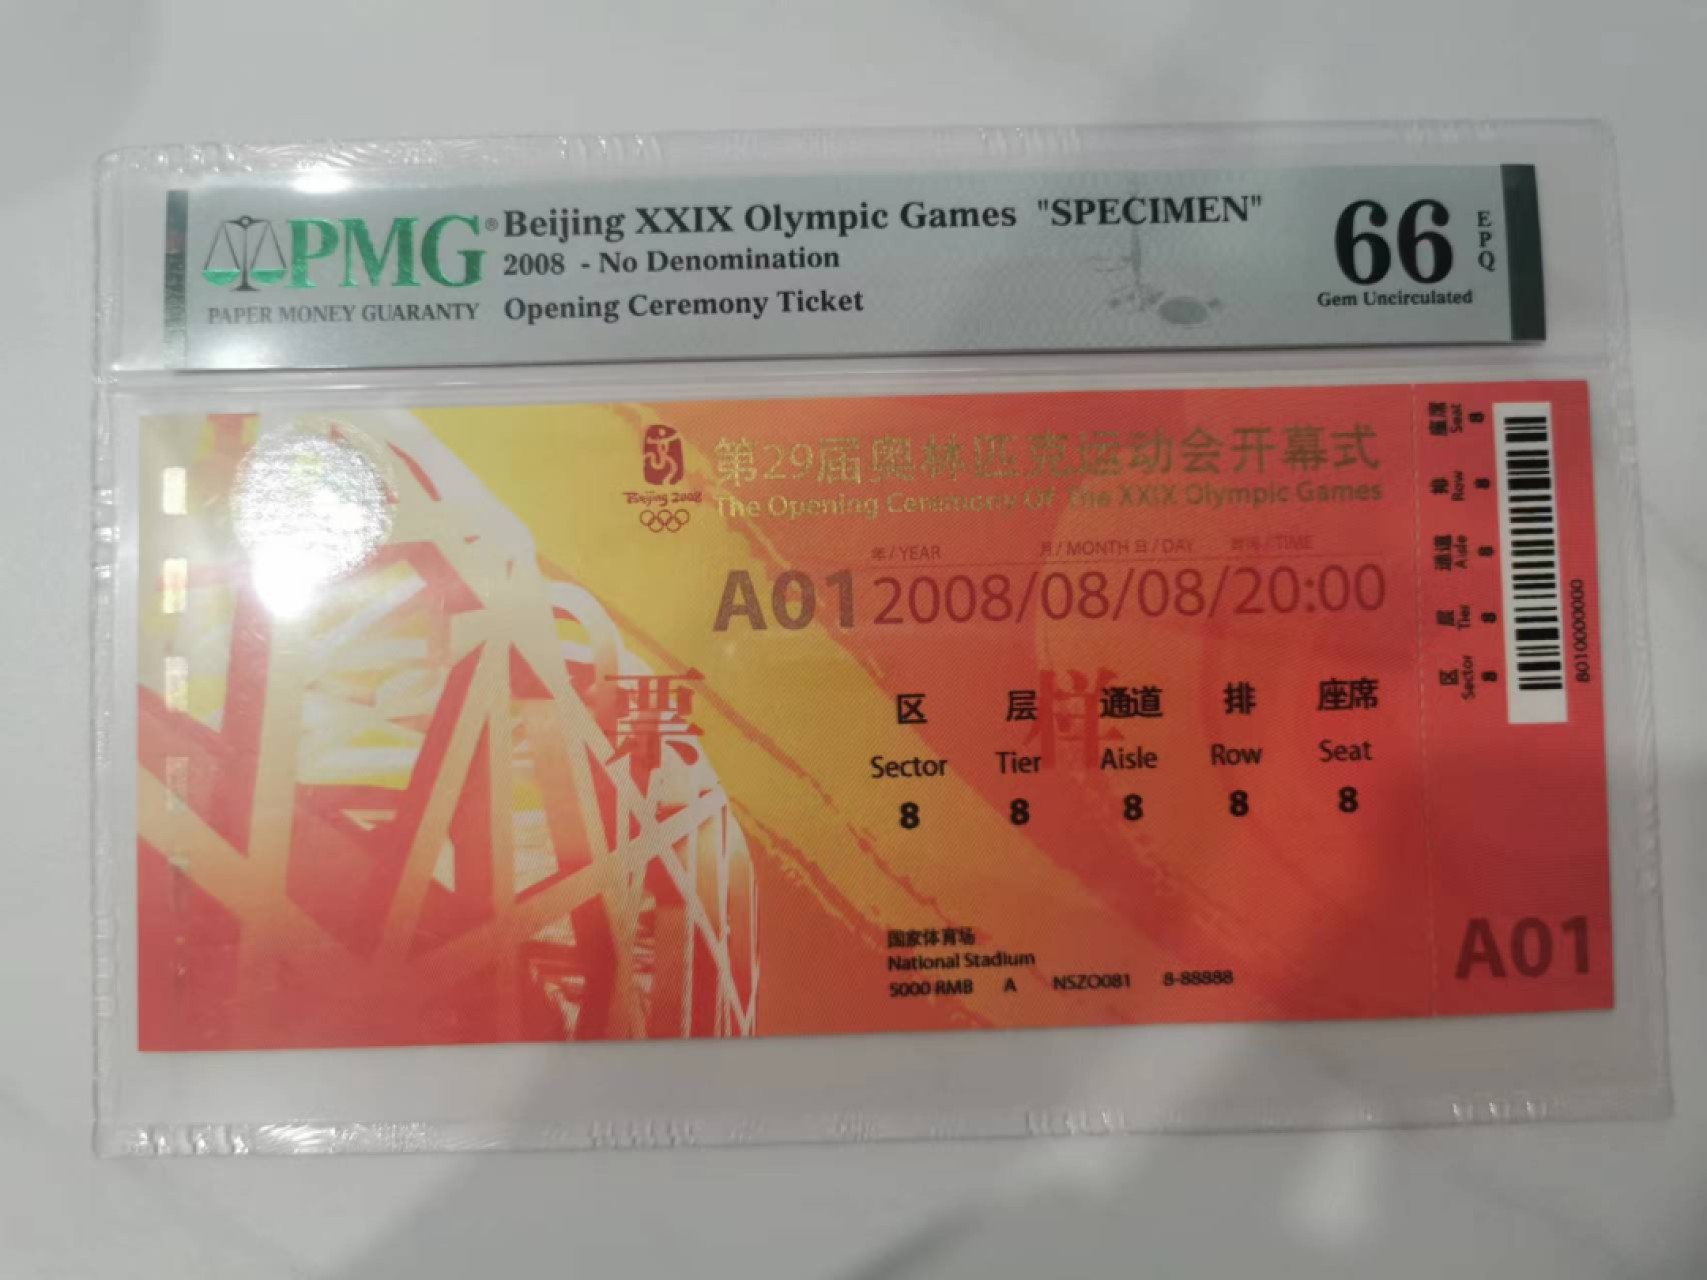 PMG® Beijing XXIX Olympic Games "SPECIMEN"
2008 - No Denomination
PAPER MONEY GUARANTY Opening Ceremony Ticket
66 EPQ
Gem Uncirculated
Beijing 2008
第29届奥林匹克运动会开幕式
The Opening Ceremony Of The XXIX Olympic Games
年/YEAR 月/MONTH 日/DAY 时间/TIME
A01 2008/08/08/20:00
票样
区 层 通道 排 座席
Sector Tier Aisle Row Seat
8 8 8 8 8
国家体育场
National Stadium
5000 RMB A NSZO081 8-88888
座席 Seat 8
排 Row 8
通道 Aisle 8
层 Tier 8
区 Sector 8
8010000000
A01